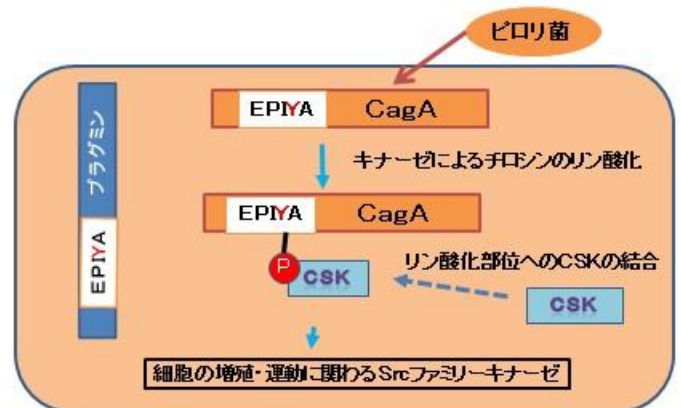 ピロリ菌
EPIYA CagA
キナーゼによるチロシンのリン酸化
EPIYA CagA
P
CSK
リン酸化部位へのCSKの結合
CSK
細胞の増殖・運動に関わるSrcファミリーキナーゼ
プラグミン
EPIYA